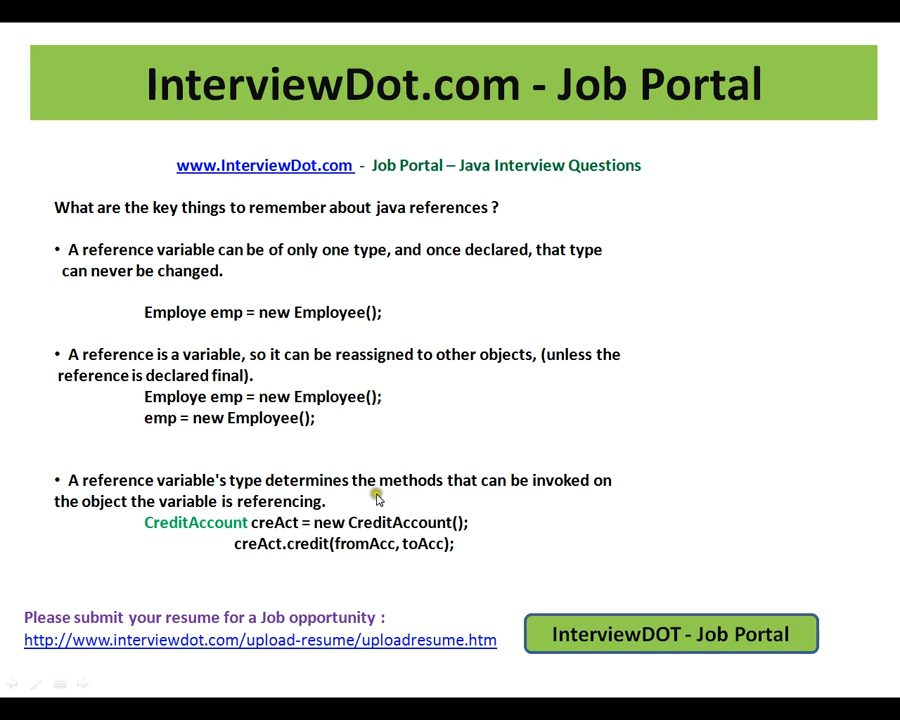 InterviewDot.com - Job Portal
www.InterviewDot.com - Job Portal – Java Interview Questions
What are the key things to remember about java references ?
• A reference variable can be of only one type, and once declared, that type
can never be changed.
Employe emp = new Employee();
• A reference is a variable, so it can be reassigned to other objects, (unless the
reference is declared final).
Employe emp = new Employee();
emp = new Employee();
• A reference variable's type determines the methods that can be invoked on
the object the variable is referencing.
CreditAccount creAct = new CreditAccount();
creAct.credit(fromAcc, toAcc);
Please submit your resume for a Job opportunity :
http://www.interviewdot.com/upload-resume/uploadresume.htm
InterviewDOT - Job Portal